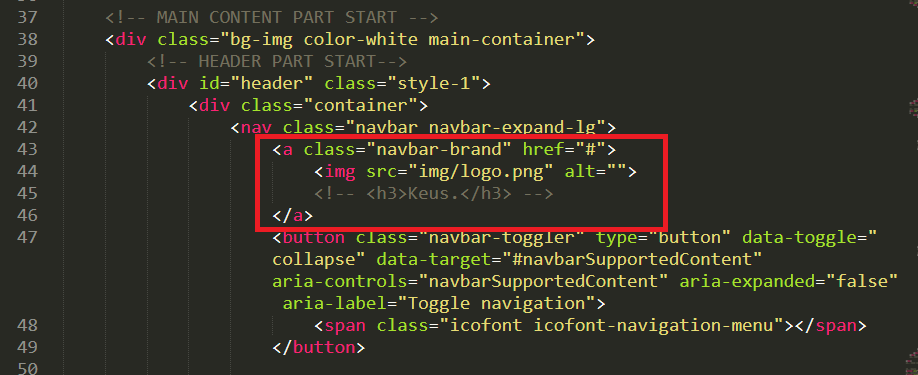 37 <!-- MAIN CONTENT PART START -->
38 <div class="bg-img color-white main-container">
39 <!-- HEADER PART START-->
40 <div id="header" class="style-1">
41 <div class="container">
42 <nav class="navbar navbar-expand-lg">
43 <a class="navbar-brand" href="#">
44 <img src="img/logo.png" alt="">
45 <!-- <h3>Keus.</h3> -->
46 </a>
47 <button class="navbar-toggler" type="button" data-toggle="
collapse" data-target="#navbarSupportedContent"
aria-controls="navbarSupportedContent" aria-expanded="false"
aria-label="Toggle navigation">
48 <span class="icofont icofont-navigation-menu"></span>
49 </button>
50